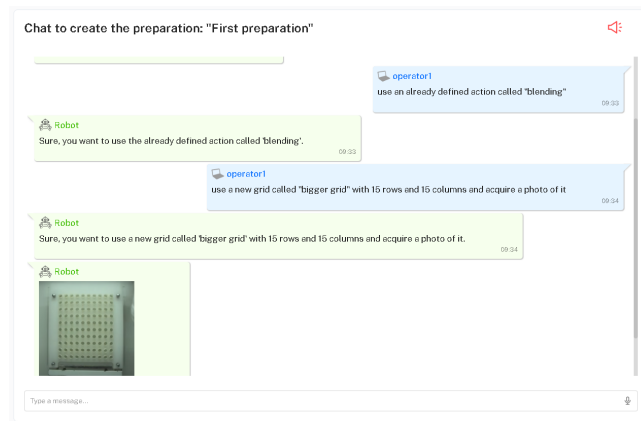 Chat to create the preparation: "First preparation"
operator1
use an already defined action called "blending"
09:33
Robot
Sure, you want to use the already defined action called 'blending'.
09:33
operator1
use a new grid called "bigger grid" with 15 rows and 15 columns and acquire a photo of it
09:34
Robot
Sure, you want to use a new grid called 'bigger grid' with 15 rows and 15 columns and acquire a photo of it.
09:34
Robot
Type a message...